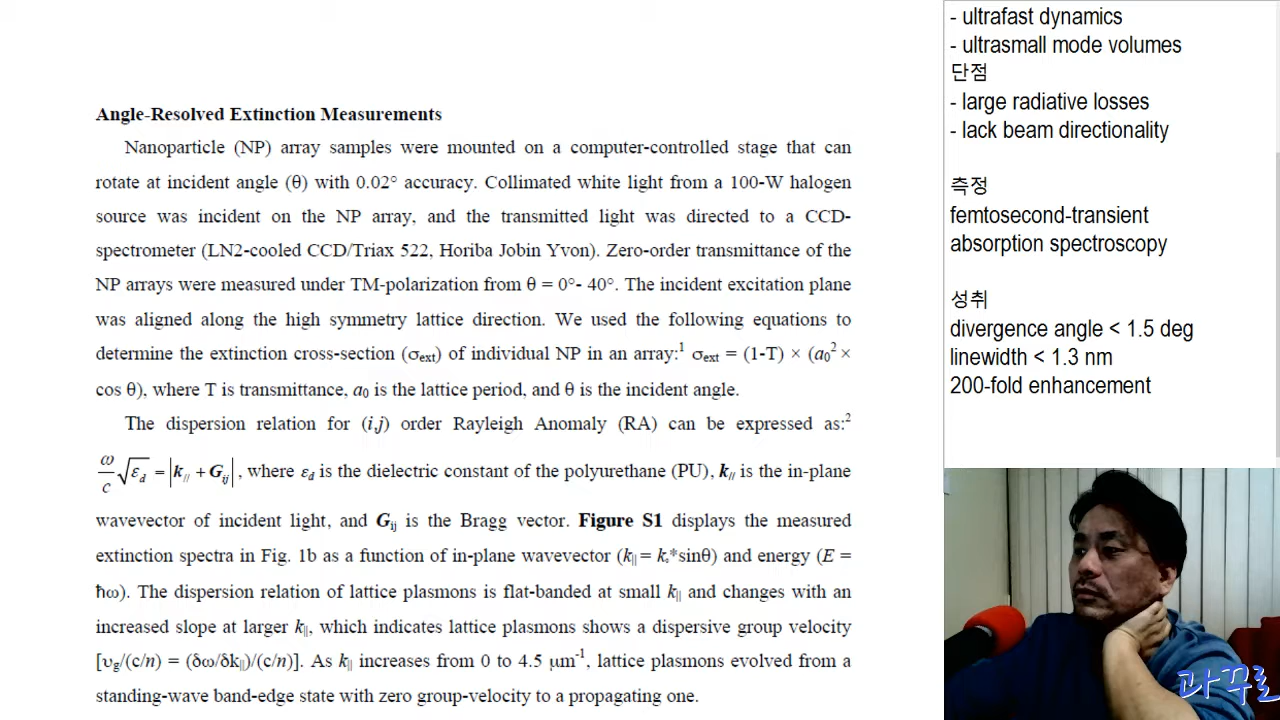 Angle-Resolved Extinction Measurements
Nanoparticle (NP) array samples were mounted on a computer-controlled stage that can
rotate at incident angle (θ) with 0.02° accuracy. Collimated white light from a 100-W halogen
source was incident on the NP array, and the transmitted light was directed to a CCD-
spectrometer (LN2-cooled CCD/Triax 522, Horiba Jobin Yvon). Zero-order transmittance of the
NP arrays were measured under TM-polarization from θ = 0°- 40°. The incident excitation plane
was aligned along the high symmetry lattice direction. We used the following equations to
determine the extinction cross-section (σext) of individual NP in an array:1 σext = (1-T) × (a0² ×
cos θ), where T is transmittance, a0 is the lattice period, and θ is the incident angle.
The dispersion relation for (i,j) order Rayleigh Anomaly (RA) can be expressed as:2
ω/c √εd = |k// + Gij|, where εd is the dielectric constant of the polyurethane (PU), k// is the in-plane
wavevector of incident light, and Gij is the Bragg vector. Figure S1 displays the measured
extinction spectra in Fig. 1b as a function of in-plane wavevector (k|| = k*sinθ) and energy (E =
ħω). The dispersion relation of lattice plasmons is flat-banded at small k|| and changes with an
increased slope at larger k||, which indicates lattice plasmons shows a dispersive group velocity
[υg/(c/n) = (δω/δk||)/(c/n)]. As k|| increases from 0 to 4.5 μm-1, lattice plasmons evolved from a
standing-wave band-edge state with zero group-velocity to a propagating one.
- ultrafast dynamics
- ultrasmall mode volumes
단점
- large radiative losses
- lack beam directionality
측정
femtosecond-transient
absorption spectroscopy
성취
divergence angle < 1.5 deg
linewidth < 1.3 nm
200-fold enhancement
과꾸로